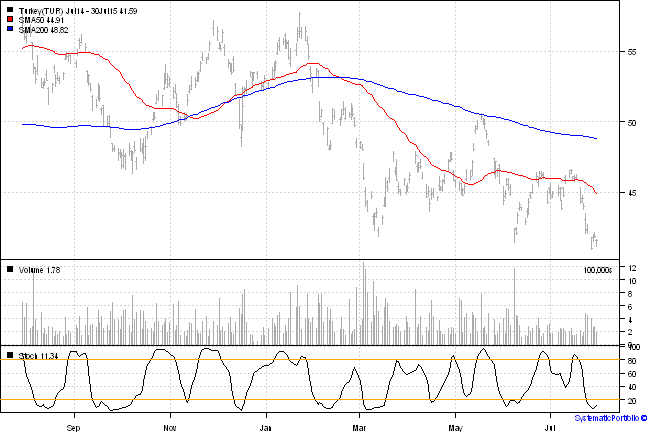 Turkey(TUR) Jul14 - 30Jul15 41.59
SMA50 44.91
SMA200 48.82
55
50
45
Volume 1.78
100,000s
12
10
8
6
4
2
0
Stoch 11.34
100
80
60
40
20
Sep
Nov
Jan
Mar
May
Jul
SystematicPortfolio ©